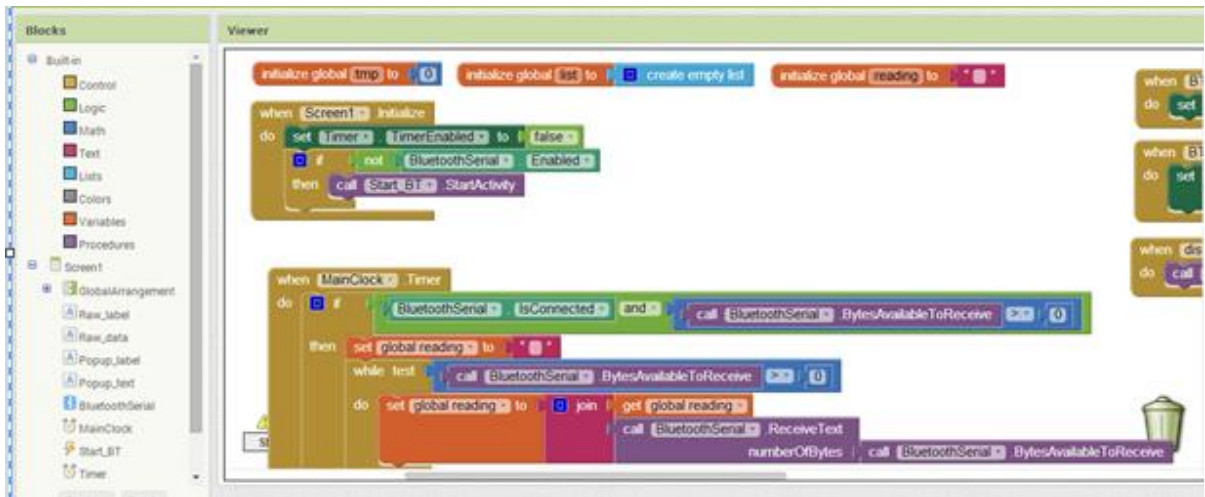 Blocks
Viewer
Built-in
Control
Logic
Math
Text
Lists
Colors
Variables
Procedures
Screen1
GlobalArrangement
Raw_label
Raw_data
Popup_label
Popup_text
BluetoothSerial
MainClock
Start_BT
Timer
initialize global tmp to 0
initialize global list to create empty list
initialize global reading to " "
when Screen1 .Initialize
do set Timer . TimerEnabled to false
if not BluetoothSerial . Enabled
then call Start_BT .StartActivity
when MainClock .Timer
do if BluetoothSerial . IsConnected and call BluetoothSerial .BytesAvailableToReceive > 0
then set global reading to " "
while test call BluetoothSerial .BytesAvailableToReceive > 0
do set global reading to join get global reading
call BluetoothSerial .ReceiveText
numberOfBytes call BluetoothSerial .BytesAvailableToReceive
when BT
do set
when BT
do set
when dis
do call